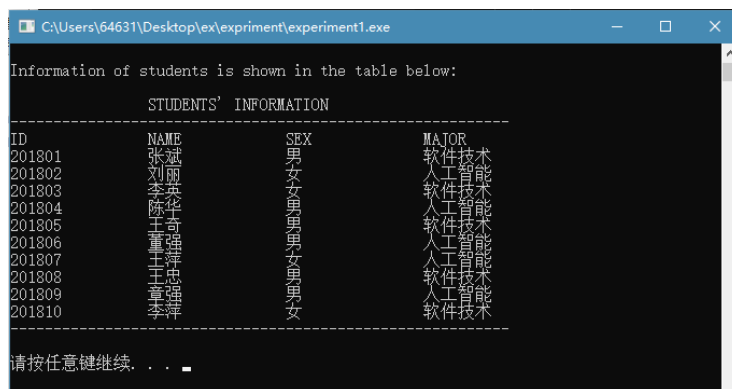 C:\Users\64631\Desktop\ex\expriment\experiment1.exe
Information of students is shown in the table below:
STUDENTS' INFORMATION
------------------------------------------------------------
ID NAME SEX MAJOR
201801 张斌 男 软件技术
201802 刘丽 女 人工智能
201803 李英 女 软件技术
201804 陈华 男 人工智能
201805 王奇 男 软件技术
201806 董强 男 人工智能
201807 王萍 女 人工智能
201808 王忠 男 软件技术
201809 章强 男 人工智能
201810 李萍 女 软件技术
------------------------------------------------------------
请按任意键继续. . .